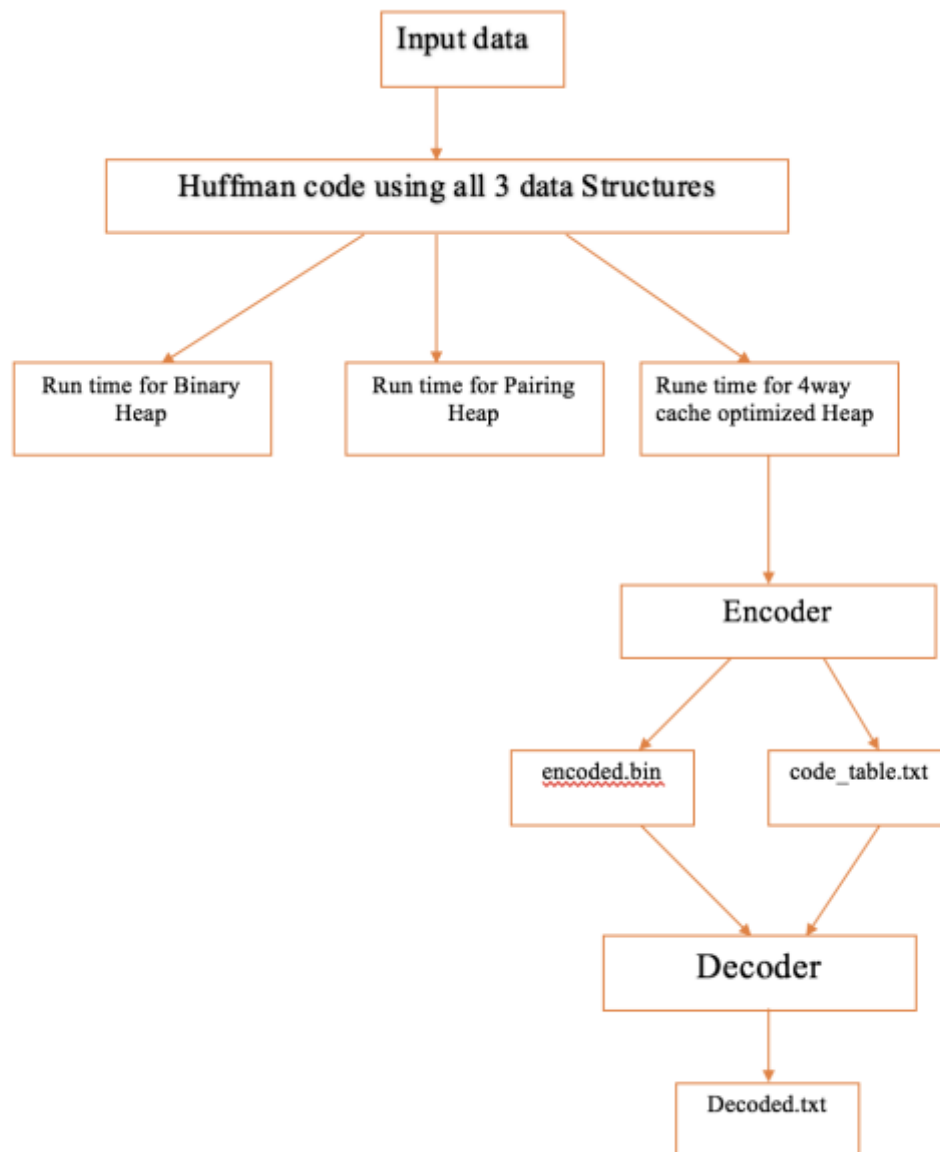 Input data
Huffman code using all 3 data Structures
Run time for Binary
Heap
Run time for Pairing
Heap
Rune time for 4way
cache optimized Heap
Encoder
encoded.bin
code_table.txt
Decoder
Decoded.txt